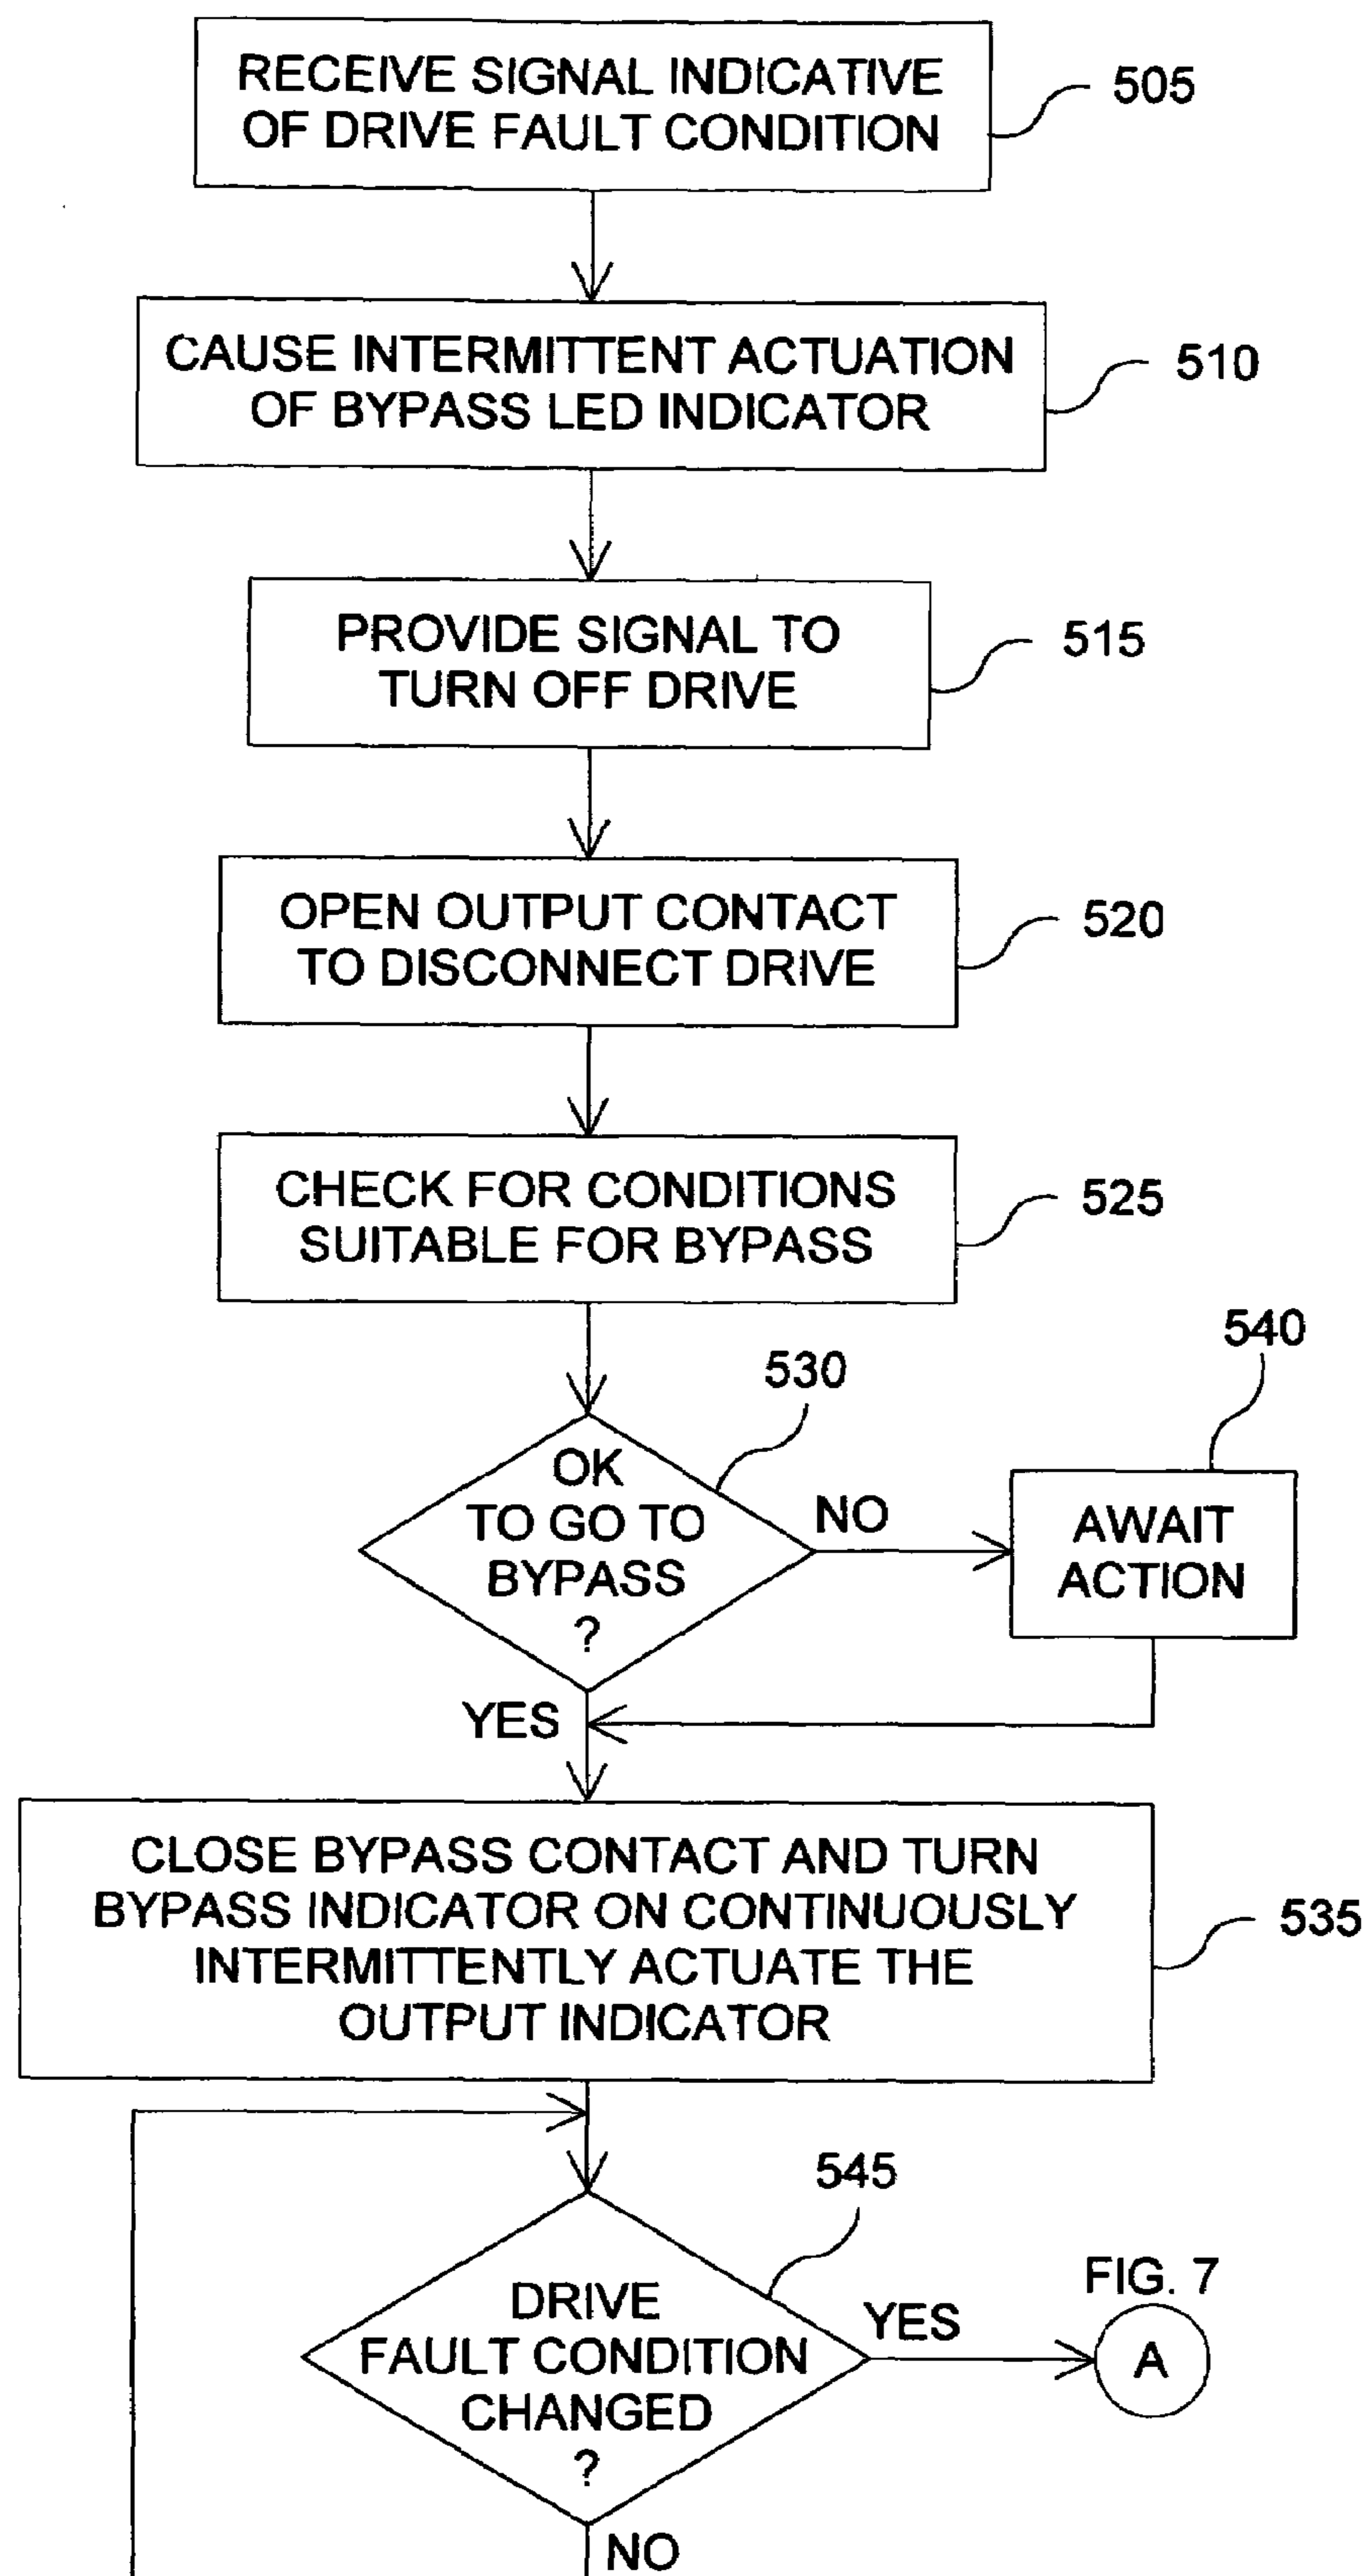 RECEIVE SIGNAL INDICATIVE
OF DRIVE FAULT CONDITION
505
CAUSE INTERMITTENT ACTUATION
OF BYPASS LED INDICATOR
510
PROVIDE SIGNAL TO
TURN OFF DRIVE
515
OPEN OUTPUT CONTACT
TO DISCONNECT DRIVE
520
CHECK FOR CONDITIONS
SUITABLE FOR BYPASS
525
530
OK
TO GO TO
BYPASS
?
NO
540
AWAIT
ACTION
YES
CLOSE BYPASS CONTACT AND TURN
BYPASS INDICATOR ON CONTINUOUSLY
INTERMITTENTLY ACTUATE THE
OUTPUT INDICATOR
535
545
DRIVE
FAULT CONDITION
CHANGED
?
YES
FIG. 7
A
NO